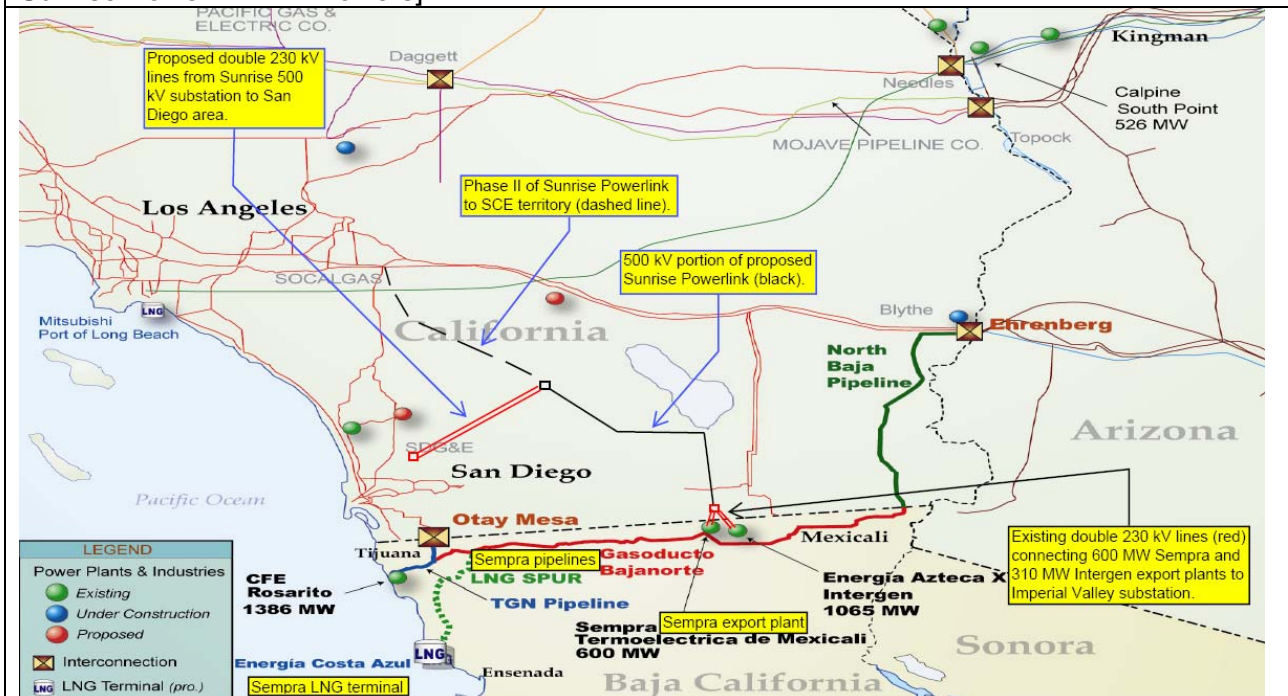 PACIFIC GAS &
ELECTRIC CO.
Proposed double 230 kV
lines from Sunrise 500
kV substation to San
Diego area.
Daggett
Kingman
Needles
Calpine
South Point
526 MW
MOJAVE PIPELINE CO.
Topock
Phase II of Sunrise Powerlink
to SCE territory (dashed line).
Los Angeles
500 kV portion of proposed
Sunrise Powerlink (black).
SOCALGAS
LNG
Mitsubishi
Port of Long Beach
California
Blythe
Ehrenberg
North
Baja
Pipeline
Arizona
SDG&E
San Diego
Pacific Ocean
Otay Mesa
Tijuana
Mexicali
Sempra pipelines
Gasoducto
Bajanorte
LNG SPUR
TGN Pipeline
CFE
Rosarito
1386 MW
Energía Azteca X
Intergen
1065 MW
Existing double 230 kV lines (red)
connecting 600 MW Sempra and
310 MW Intergen export plants to
Imperial Valley substation.
Sempra export plant
Sempra
Termoelectrica de Mexicali
600 MW
Sonora
Baja California
Energía Costa Azul
LNG
Ensenada
Sempra LNG terminal
LEGEND
Power Plants & Industries
Existing
Under Construction
Proposed
Interconnection
LNG LNG Terminal (pro.)